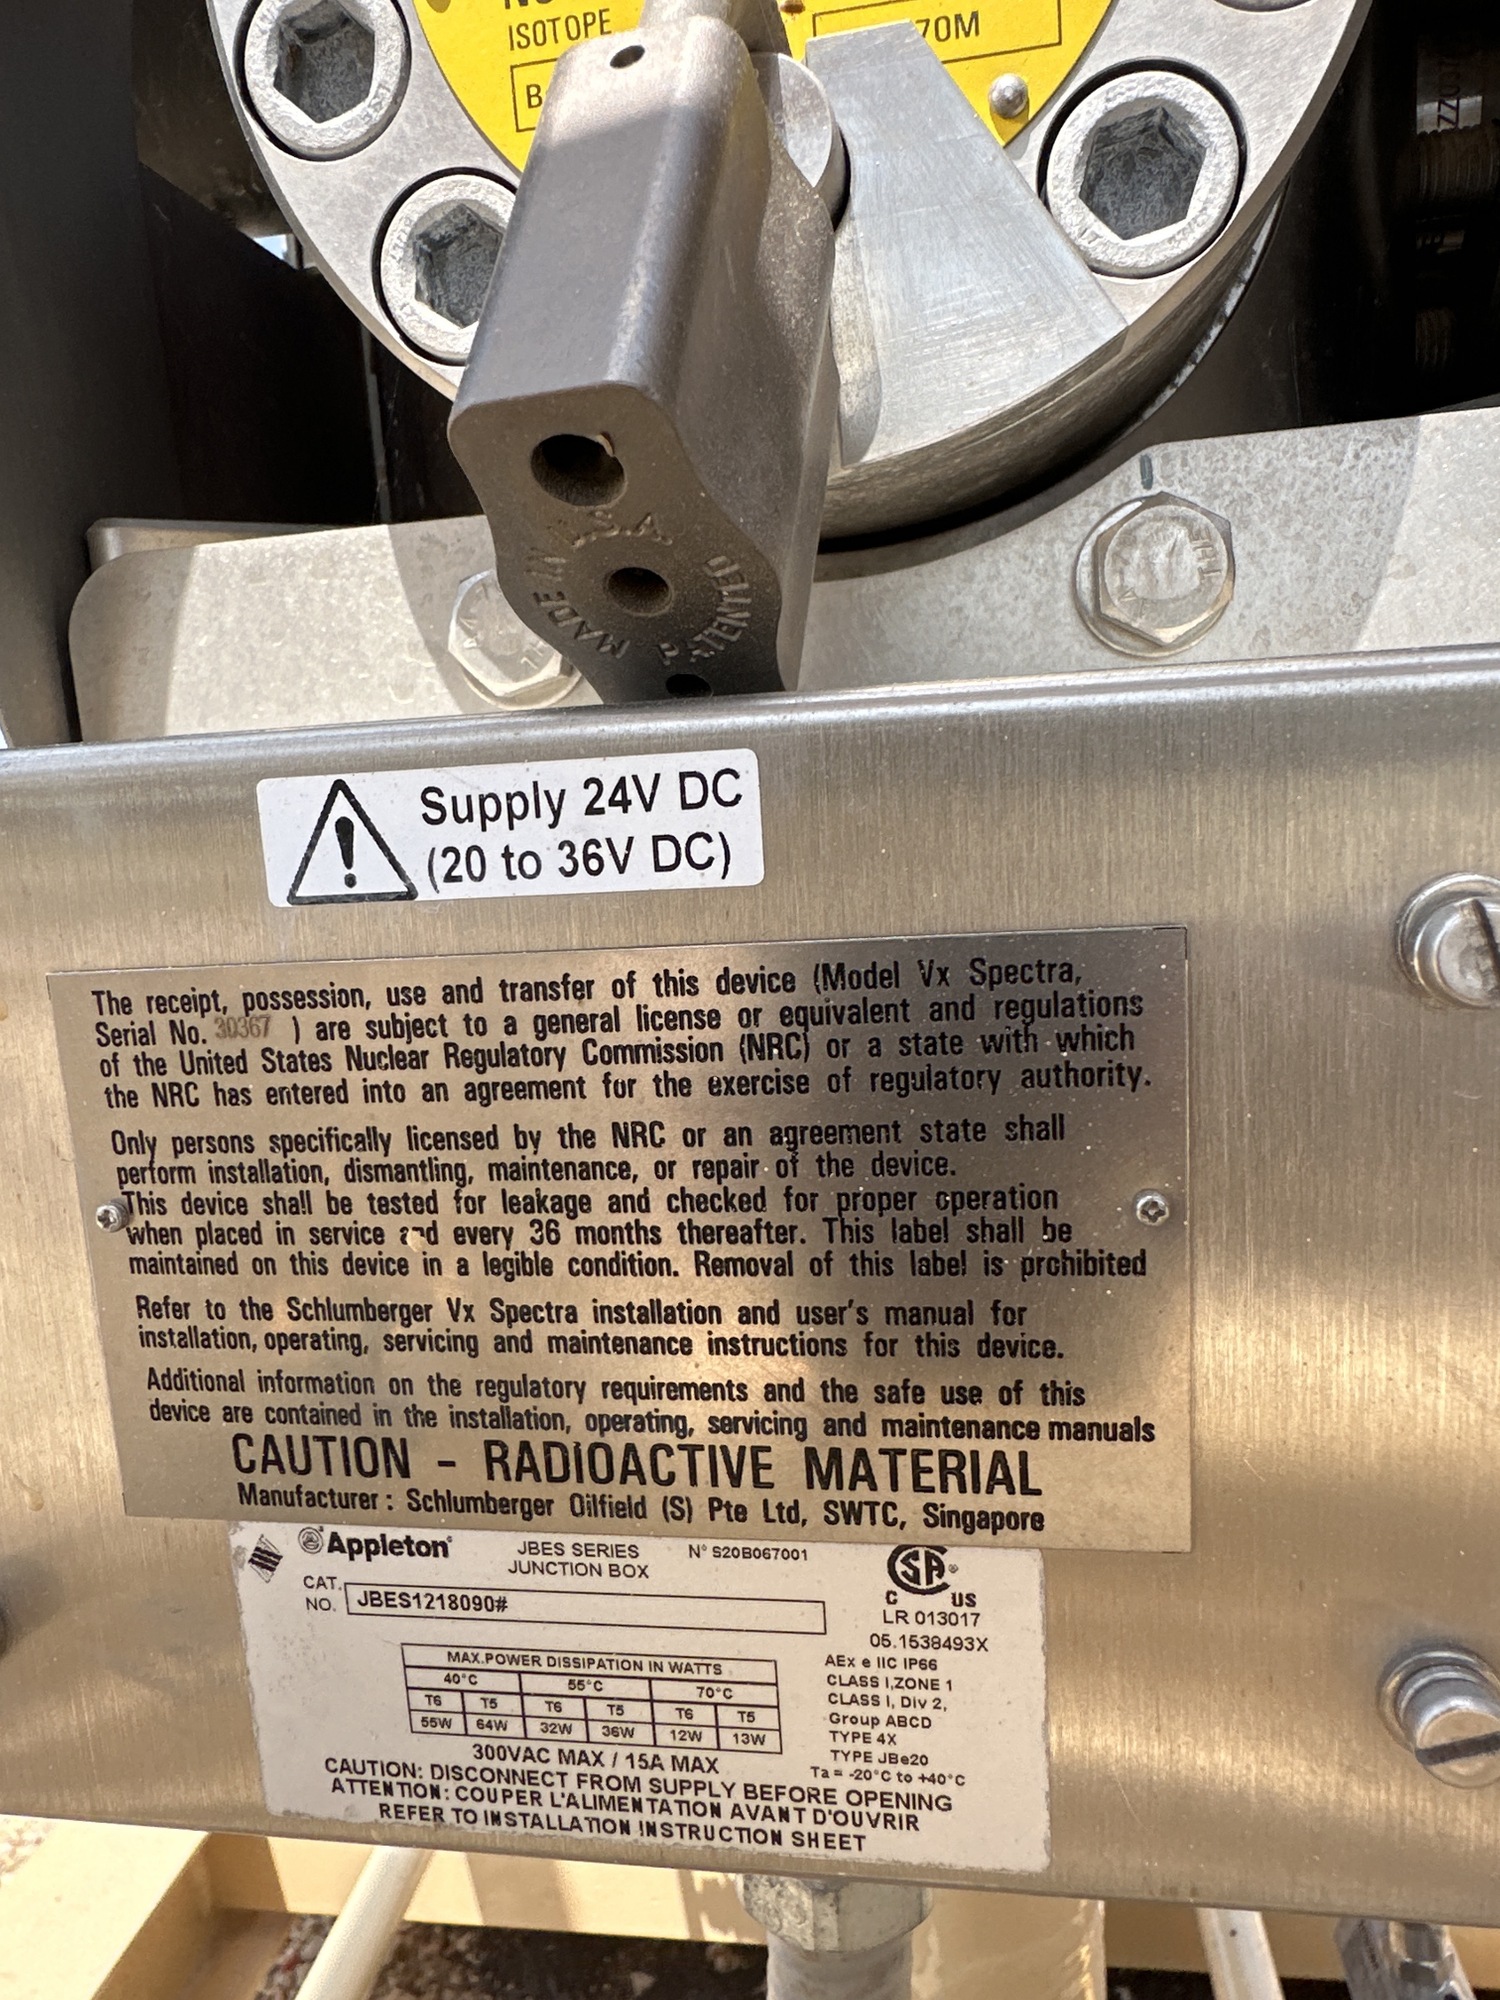 ISOTOPE
70M
ZZU37
MADE IN U.S.A.
PATENTED
THE
Supply 24V DC
(20 to 36V DC)
The receipt, possession, use and transfer of this device (Model Vx Spectra,
Serial No. 30367 ) are subject to a general license or equivalent and regulations
of the United States Nuclear Regulatory Commission (NRC) or a state with which
the NRC has entered into an agreement for the exercise of regulatory authority.
Only persons specifically licensed by the NRC or an agreement state shall
perform installation, dismantling, maintenance, or repair of the device.
This device shall be tested for leakage and checked for proper operation
when placed in service and every 36 months thereafter. This label shall be
maintained on this device in a legible condition. Removal of this label is prohibited
Refer to the Schlumberger Vx Spectra installation and user's manual for
installation, operating, servicing and maintenance instructions for this device.
Additional information on the regulatory requirements and the safe use of this
device are contained in the installation, operating, servicing and maintenance manuals
CAUTION - RADIOACTIVE MATERIAL
Manufacturer : Schlumberger Oilfield (S) Pte Ltd, SWTC, Singapore
Appleton JBES SERIES N° S20B067001
JUNCTION BOX
CSA
C US
CAT.
NO. JBES1218090#
LR 013017
05.1538493X
MAX.POWER DISSIPATION IN WATTS
40°C 55°C 70°C
T6 T5 T6 T5 T6 T5
55W 64W 32W 36W 12W 13W
AEx e IIC IP66
CLASS I,ZONE 1
CLASS I, Div 2,
Group ABCD
TYPE 4X
TYPE JBe20
Ta = -20°C to +40°C
300VAC MAX / 15A MAX
CAUTION: DISCONNECT FROM SUPPLY BEFORE OPENING
ATTENTION: COUPER L'ALIMENTATION AVANT D'OUVRIR
REFER TO INSTALLATION INSTRUCTION SHEET